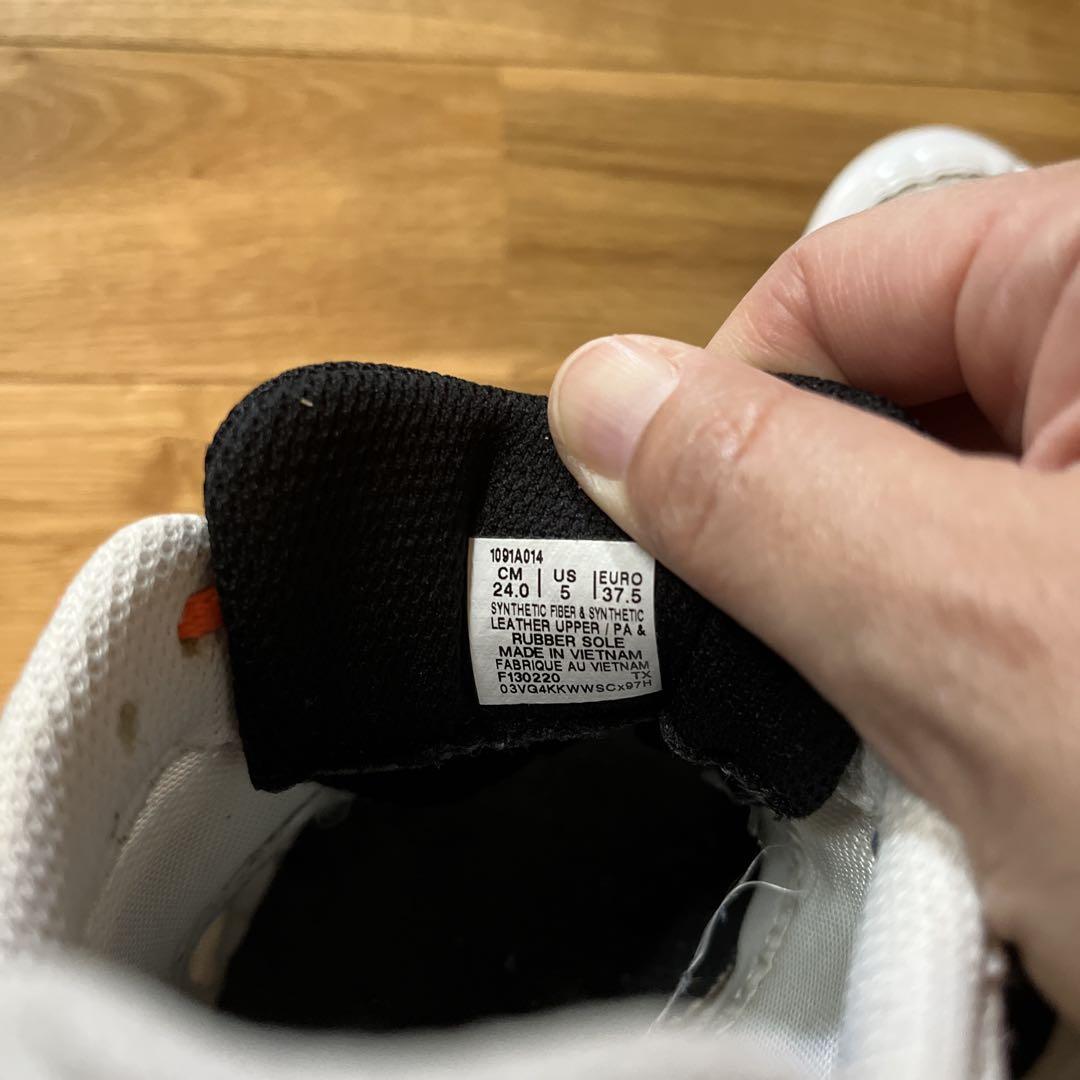 1091A014
CM | US | EURO
24.0 5 37.5
SYNTHETIC FIBER & SYNTHETIC
LEATHER UPPER / PA &
RUBBER SOLE
MADE IN VIETNAM
FABRIQUE AU VIETNAM
F130220 TX
03VG4KKWWSCx97H